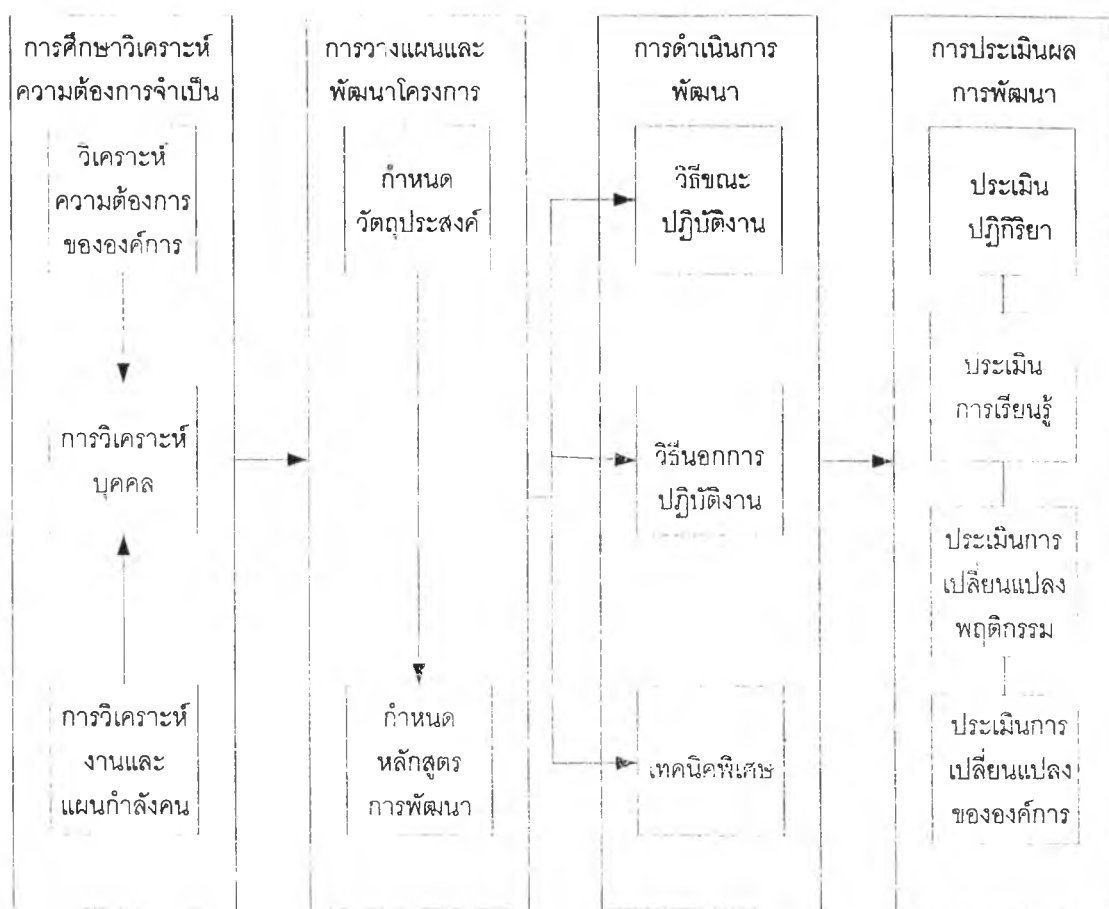 การศึกษาวิเคราะห์
ความต้องการจำเป็น
วิเคราะห์
ความต้องการ
ขององค์การ
การวิเคราะห์
บุคคล
การวิเคราะห์
งานและ
แผนกำลังคน
การวางแผนและ
พัฒนาโครงการ
กำหนด
วัตถุประสงค์
กำหนด
หลักสูตร
การพัฒนา
การดำเนินการ
พัฒนา
วิธีขณะ
ปฏิบัติงาน
วิธีนอกการ
ปฏิบัติงาน
เทคนิคพิเศษ
การประเมินผล
การพัฒนา
ประเมิน
ปฏิกิริยา
ประเมิน
การเรียนรู้
ประเมินการ
เปลี่ยนแปลง
พฤติกรรม
ประเมินการ
เปลี่ยนแปลง
ขององค์การ